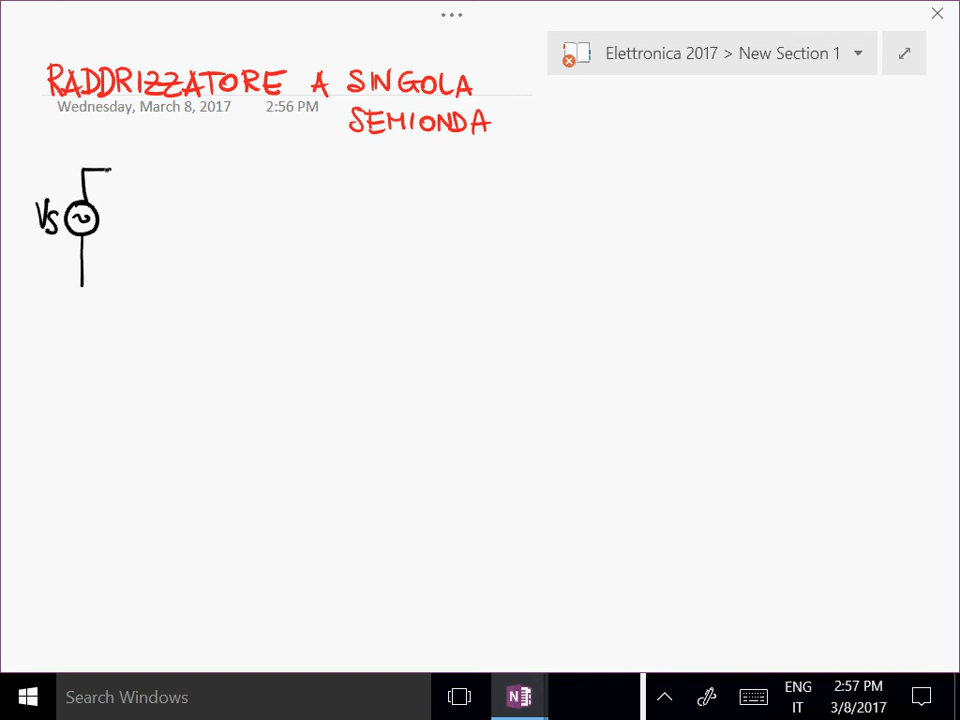 Elettronica 2017 > New Section 1
RADDRIZZATORE A SINGOLA
SEMIONDA
Wednesday, March 8, 2017 2:56 PM
Vs
Search Windows
N
ENG
IT
2:57 PM
3/8/2017